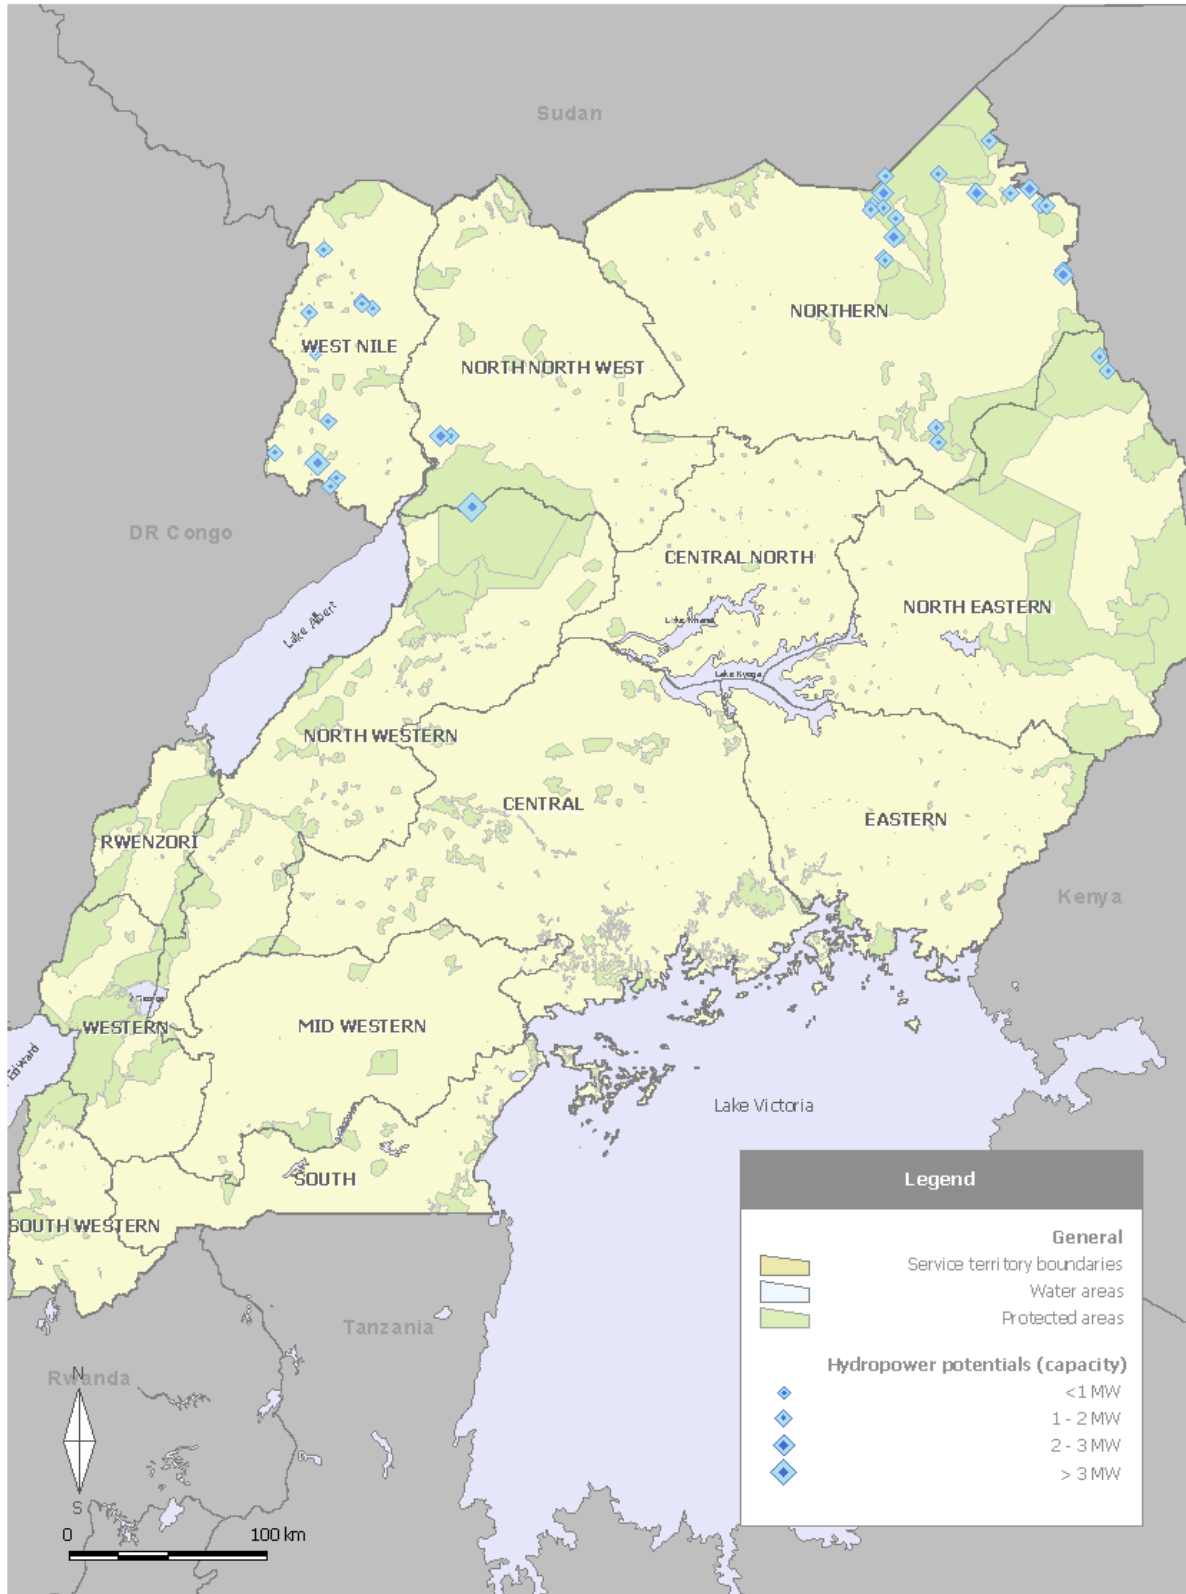 Sudan
NORTHERN
WEST NILE
NORTH NORTH WEST
DR Congo
CENTRAL NORTH
NORTH EASTERN
Lake Albert
Lake Kyoga
NORTH WESTERN
CENTRAL
EASTERN
RWENZORI
Kenya
George
WESTERN
MID WESTERN
Edward
Lake Victoria
SOUTH
SOUTH WESTERN
Legend
General
Service territory boundaries
Water areas
Protected areas
Hydropower potentials (capacity)
<1 MW
1 - 2 MW
2 - 3 MW
> 3 MW
Tanzania
Rwanda
N
S
0 100 km